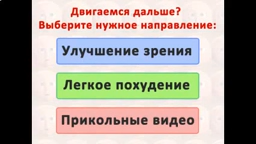 Двигаемся дальше?
Выберите нужное направление:
Улучшение зрения
Легкое похудение
Прикольные видео